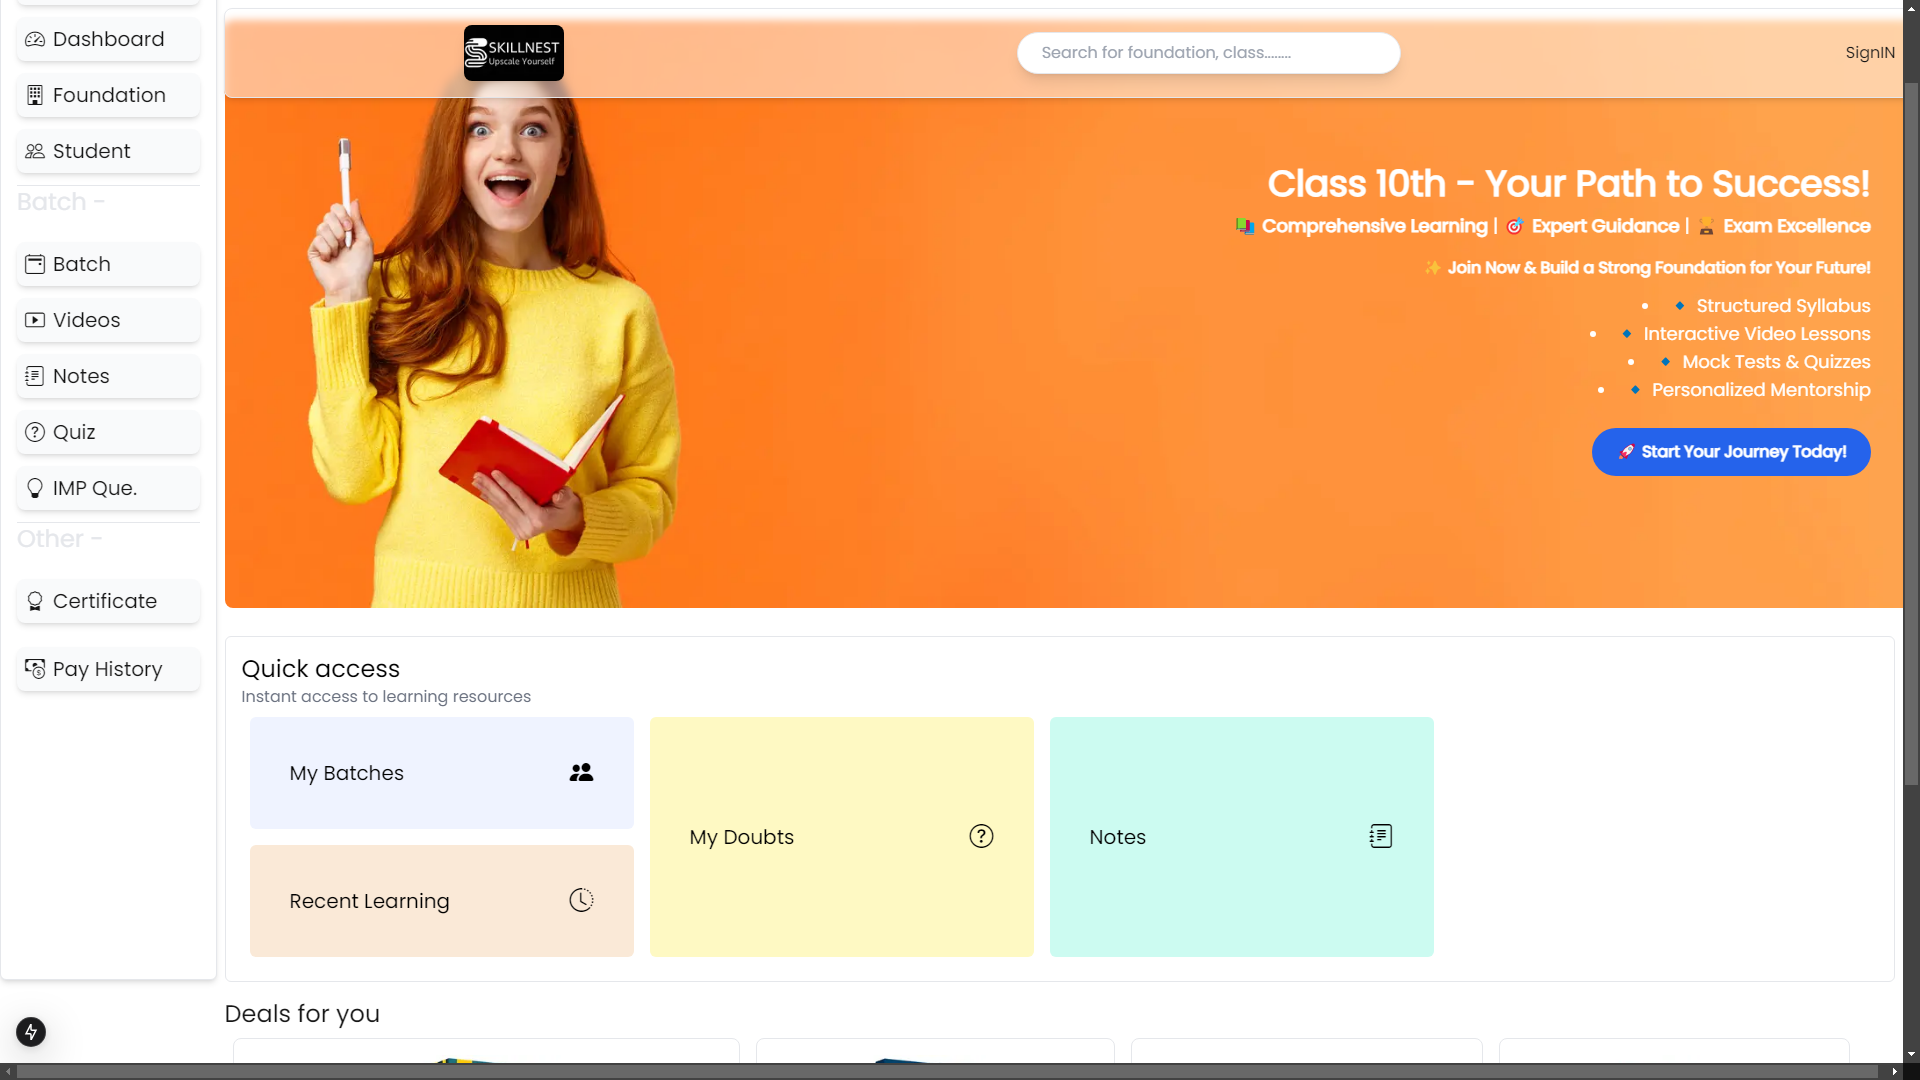 Dashboard
Foundation
Student
Batch -
Batch
Videos
Notes
Quiz
IMP Que.
Other -
Certificate
Pay History
SKILLNEST
Upscale Yourself
Search for foundation, class........
SignIN
Class 10th - Your Path to Success!
📚 Comprehensive Learning | 🎯 Expert Guidance | 🏆 Exam Excellence
✨ Join Now & Build a Strong Foundation for Your Future!
• 🔹 Structured Syllabus
• 🔹 Interactive Video Lessons
• 🔹 Mock Tests & Quizzes
• 🔹 Personalized Mentorship
🚀 Start Your Journey Today!
Quick access
Instant access to learning resources
My Batches
Recent Learning
My Doubts
Notes
Deals for you